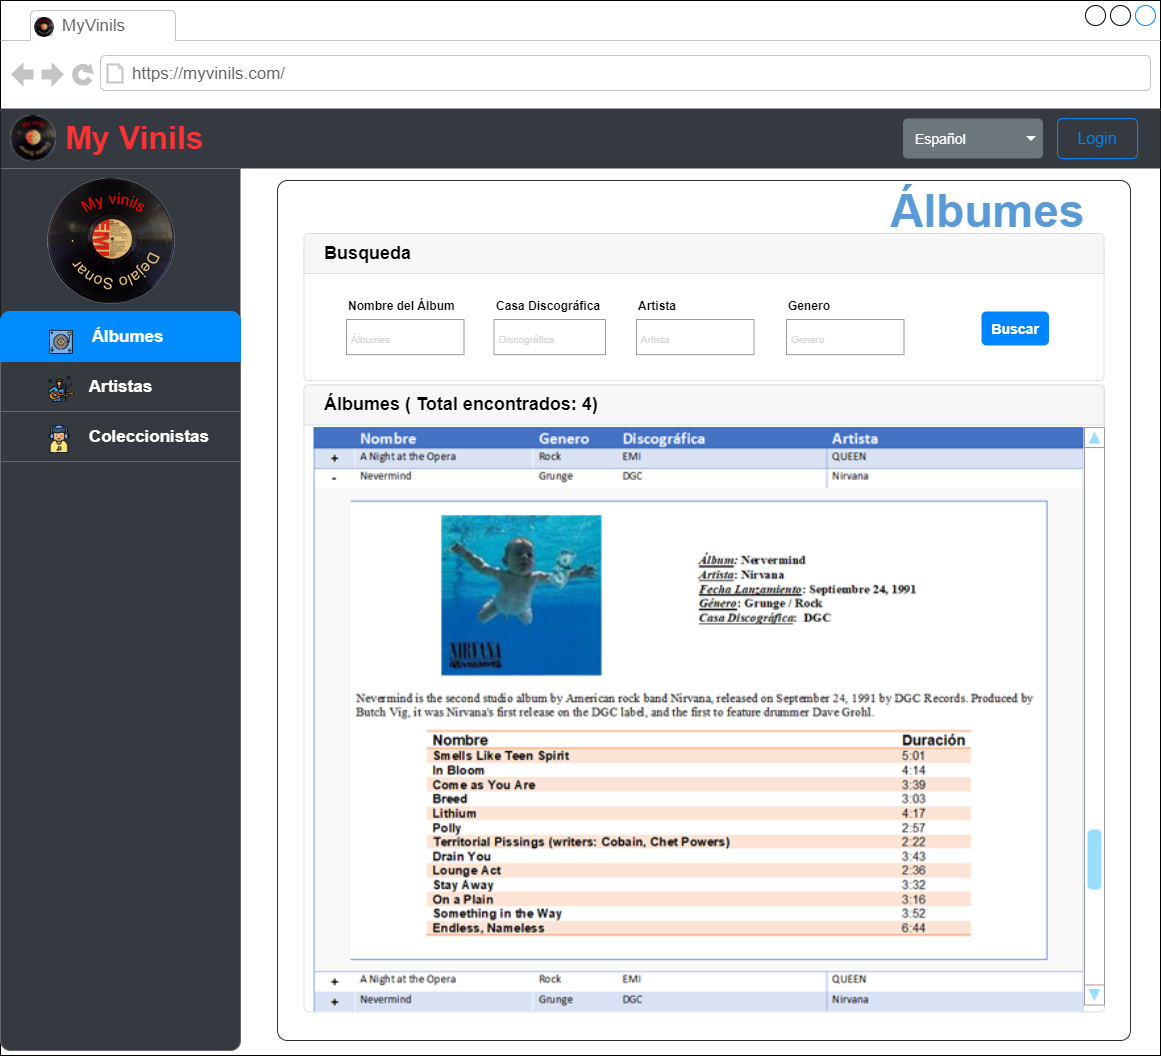 MyVinils
https://myvinils.com/
My Vinils
Español
Login
My vinils
EMI
Dejalo Sonar
Álbumes
Artistas
Coleccionistas
Álbumes
Busqueda
Nombre del Álbum Casa Discográfica Artista Genero
Álbumes Discográfica Artista Genero
Buscar
Álbumes ( Total encontrados: 4)
Nombre Genero Discográfica Artista
+ A Night at the Opera Rock EMI QUEEN
- Nevermind Grunge DGC Nirvana
NIRVANA
NEVERMIND
Álbum: Nervermind
Artista: Nirvana
Fecha Lanzamiento: Septiembre 24, 1991
Género: Grunge / Rock
Casa Discográfica: DGC
Nevermind is the second studio album by American rock band Nirvana, released on September 24, 1991 by DGC Records. Produced by
Butch Vig, it was Nirvana's first release on the DGC label, and the first to feature drummer Dave Grohl.
Nombre Duración
Smells Like Teen Spirit 5:01
In Bloom 4:14
Come as You Are 3:39
Breed 3:03
Lithium 4:17
Polly 2:57
Territorial Pissings (writers: Cobain, Chet Powers) 2:22
Drain You 3:43
Lounge Act 2:36
Stay Away 3:32
On a Plain 3:16
Something in the Way 3:52
Endless, Nameless 6:44
+ A Night at the Opera Rock EMI QUEEN
+ Nevermind Grunge DGC Nirvana